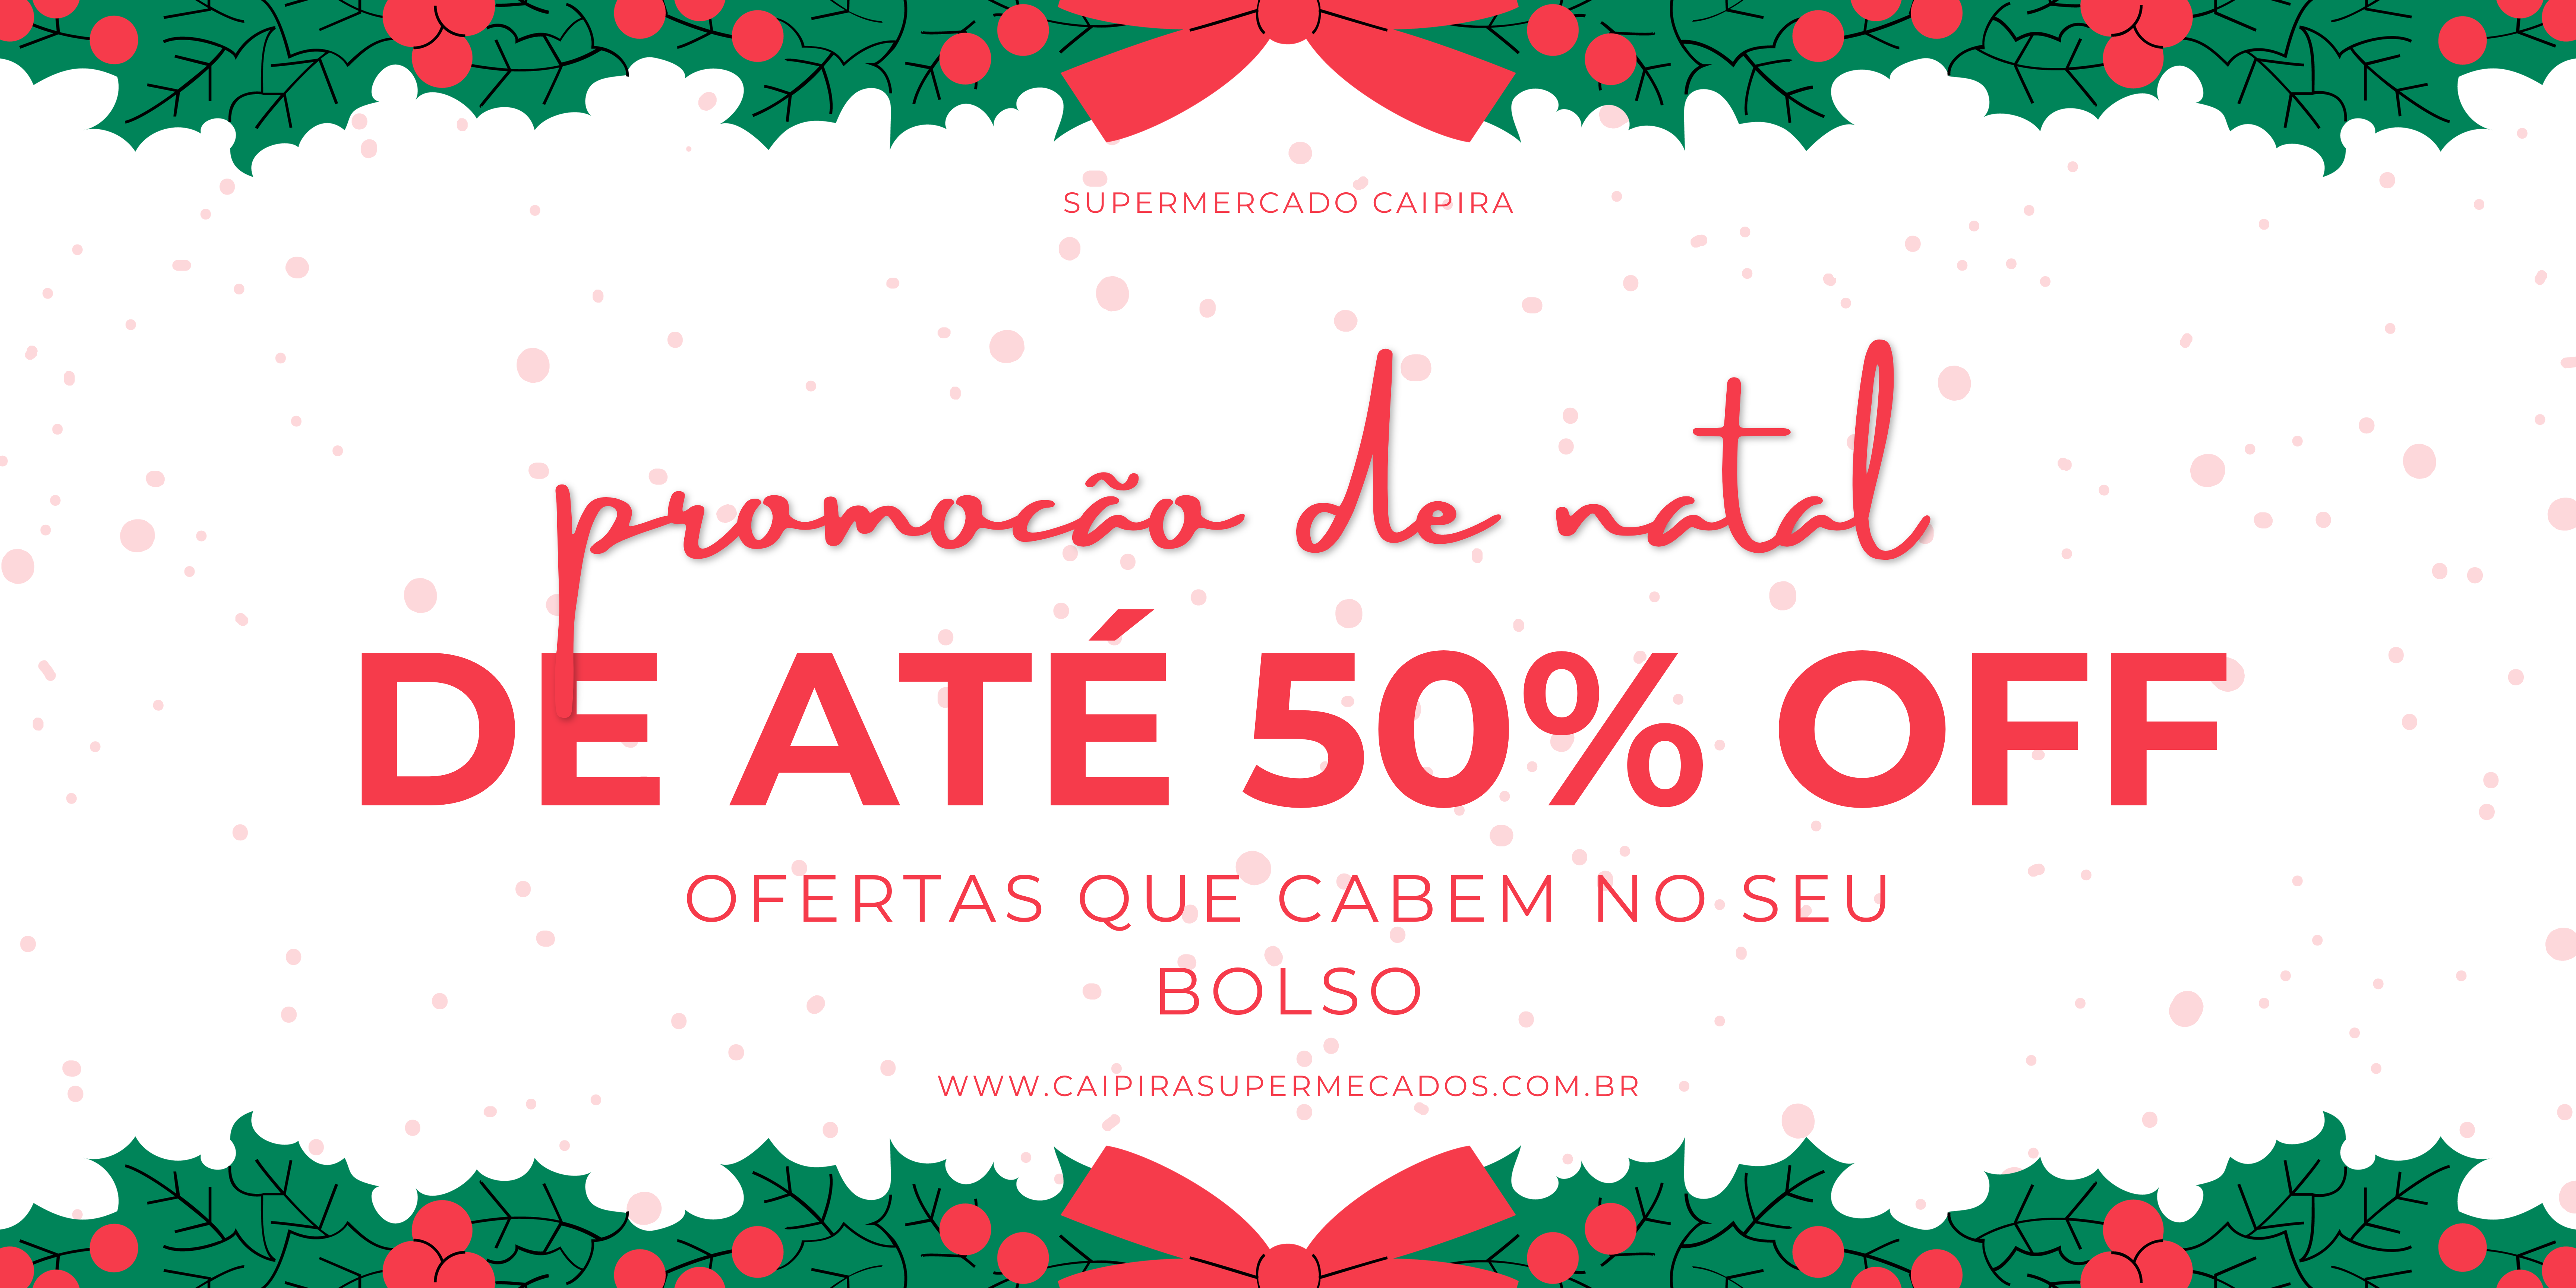 SUPERMERCADO CAIPIRA
promocão de natal
DE ATÉ 50% OFF
OFERTAS QUE CABEM NO SEU
BOLSO
WWW.CAIPIRASUPERMECADOS.COM.BR